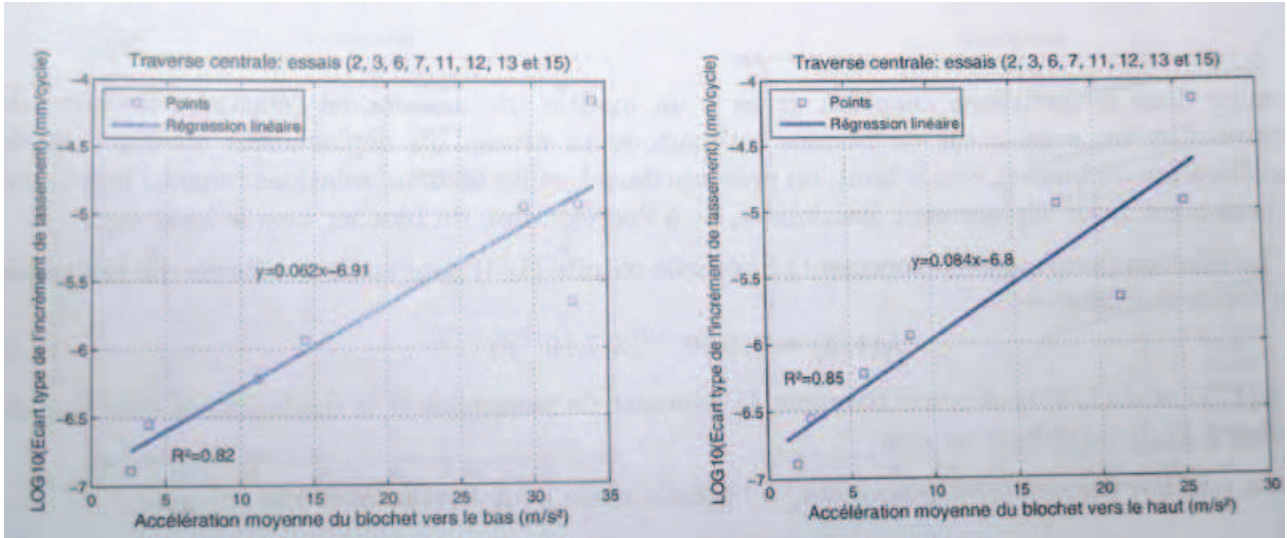 Traverse centrale: essais (2, 3, 6, 7, 11, 12, 13 et 15)
LOG10(Ecart type de l'incrément de tassement) (mm/cycle)
-4
-4.5
-5
-5.5
-6
-6.5
-7
Points
Régression linéaire
y=0.062x-6.91
R²=0.82
0 5 10 15 20 25 30 35
Accélération moyenne du blochet vers le bas (m/s²)
Traverse centrale: essais (2, 3, 6, 7, 11, 12, 13 et 15)
LOG10(Ecart type de l'incrément de tassement) (mm/cycle)
-4
-4.5
-5
-5.5
-6
-6.5
-7
Points
Régression linéaire
y=0.084x-6.8
R²=0.85
0 5 10 15 20 25 30
Accélération moyenne du blochet vers le haut (m/s²)